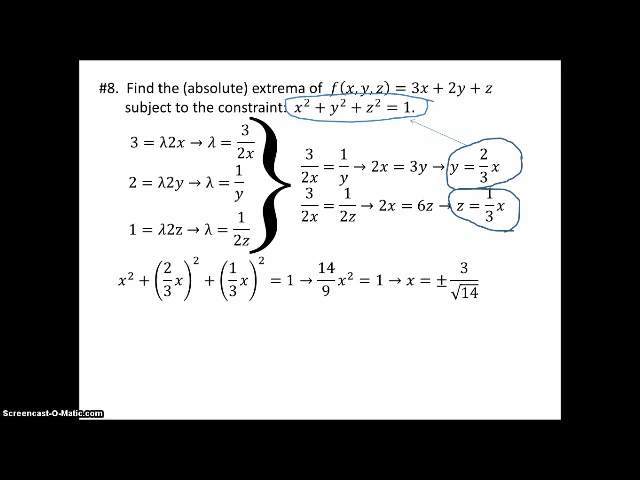 #8. Find the (absolute) extrema of f(x, y, z) = 3x + 2y + z
subject to the constraint: x² + y² + z² = 1.
3 = λ2x → λ = 3/2x
2 = λ2y → λ = 1/y
1 = λ2z → λ = 1/2z
3/2x = 1/y → 2x = 3y → y = 2/3 x
3/2x = 1/2z → 2x = 6z → z = 1/3 x
x² + (2/3 x)² + (1/3 x)² = 1 → 14/9 x² = 1 → x = ± 3/√14
Screencast-O-Matic.com